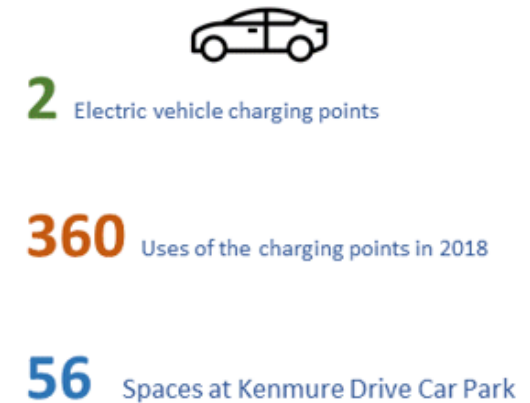 2 Electric vehicle charging points
360 Uses of the charging points in 2018
56 Spaces at Kenmure Drive Car Park